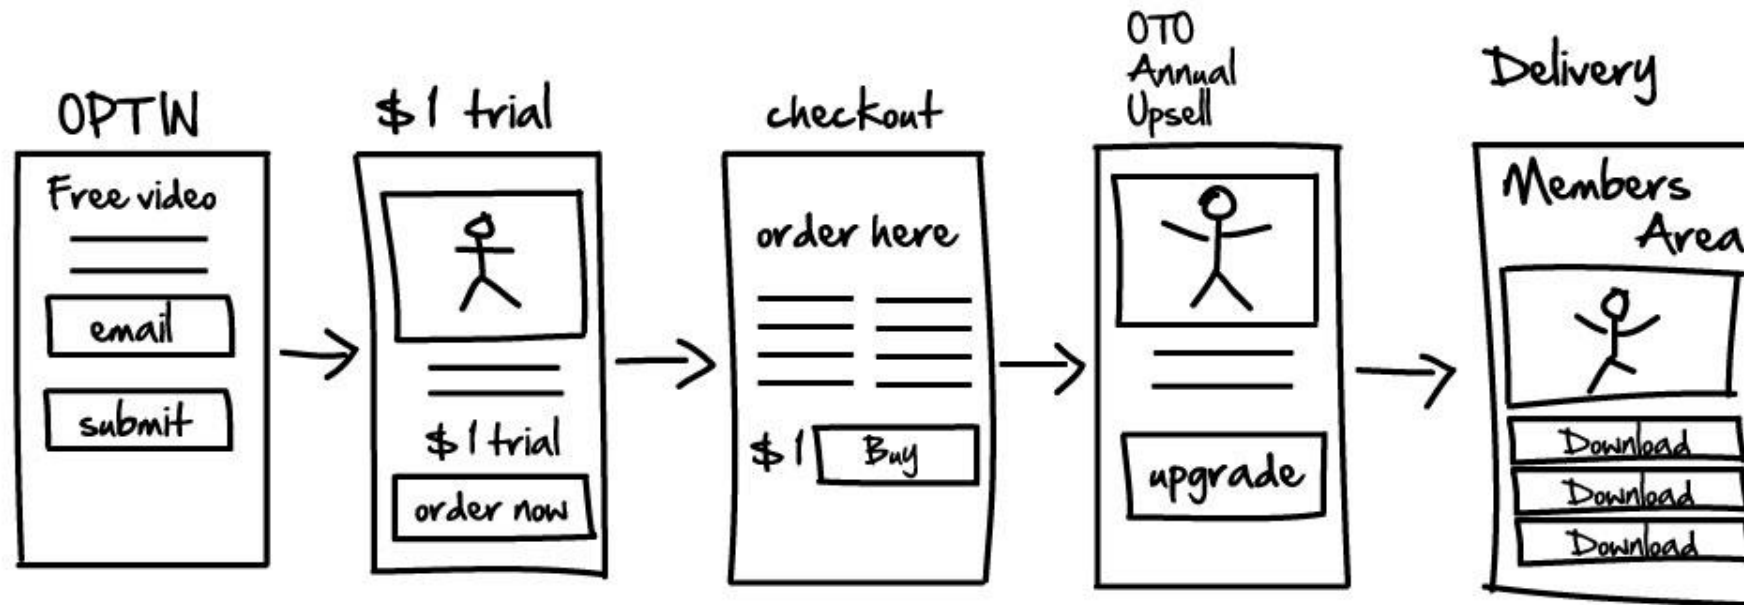 OPTIN
Free video
email
submit
$1 trial
$1 trial
order now
checkout
order here
$1 Buy
OTO
Annual
Upsell
upgrade
Delivery
Members
Area
Download
Download
Download